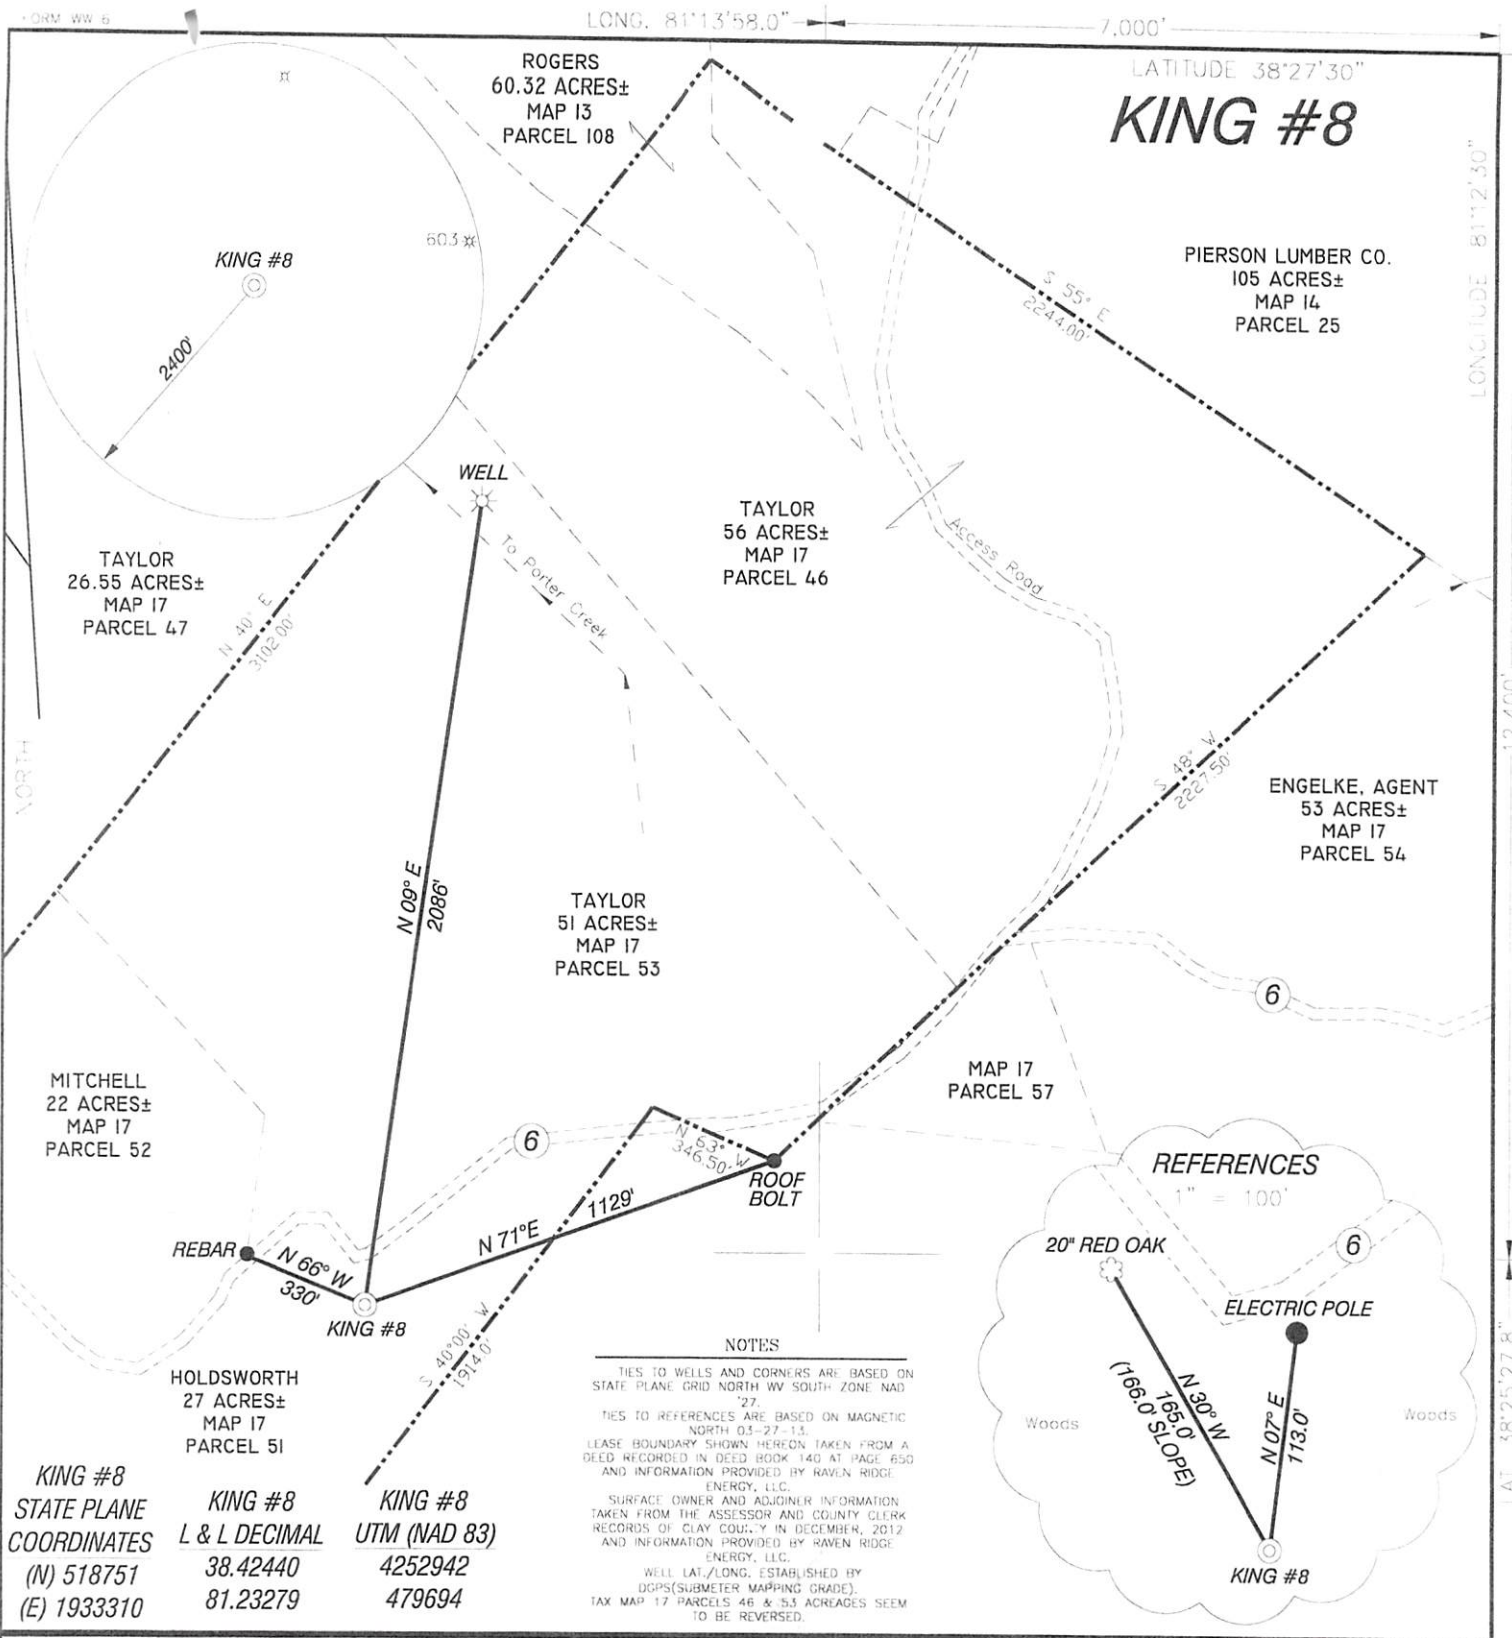 FORM WW 6
LONG. 81°13'58.0"
7,000'
LATITUDE 38°27'30"
KING #8
LONGITUDE 81°12'30"
ROGERS
60.32 ACRES±
MAP 13
PARCEL 108
603
KING #8
2400'
PIERSON LUMBER CO.
105 ACRES±
MAP 14
PARCEL 25
S 55° E
2244.00'
WELL
TAYLOR
56 ACRES±
MAP 17
PARCEL 46
Access Road
To Porter Creek
TAYLOR
26.55 ACRES±
MAP 17
PARCEL 47
N 40° E
3102.00'
NORTH
12,400'
S 48° W
2227.50'
ENGELKE, AGENT
53 ACRES±
MAP 17
PARCEL 54
N 09° E
2086'
TAYLOR
51 ACRES±
MAP 17
PARCEL 53
6
MAP 17
PARCEL 57
MITCHELL
22 ACRES±
MAP 17
PARCEL 52
6
N 63° W
346.50'
ROOF
BOLT
1129'
N 71°E
REBAR
N 66° W
330'
KING #8
S 40°00' W
1914.0'
HOLDSWORTH
27 ACRES±
MAP 17
PARCEL 51
REFERENCES
1" = 100'
20" RED OAK
6
ELECTRIC POLE
N 30° W
165.0'
(166.0' SLOPE)
N 07° E
113.0'
Woods
Woods
KING #8
LAT. 38°25'27.8"
NOTES
TIES TO WELLS AND CORNERS ARE BASED ON
STATE PLANE GRID NORTH WV SOUTH ZONE NAD
'27.
TIES TO REFERENCES ARE BASED ON MAGNETIC
NORTH 03-27-13.
LEASE BOUNDARY SHOWN HEREON TAKEN FROM A
DEED RECORDED IN DEED BOOK 140 AT PAGE 650
AND INFORMATION PROVIDED BY RAVEN RIDGE
ENERGY, LLC.
SURFACE OWNER AND ADJOINER INFORMATION
TAKEN FROM THE ASSESSOR AND COUNTY CLERK
RECORDS OF CLAY COUNTY IN DECEMBER, 2012
AND INFORMATION PROVIDED BY RAVEN RIDGE
ENERGY, LLC.
WELL LAT./LONG. ESTABLISHED BY
DGPS(SUBMETER MAPPING GRADE).
TAX MAP 17 PARCELS 46 & 53 ACREAGES SEEM
TO BE REVERSED.
KING #8
STATE PLANE
COORDINATES
(N) 518751
(E) 1933310
KING #8
L & L DECIMAL
38.42440
81.23279
KING #8
UTM (NAD 83)
4252942
479694